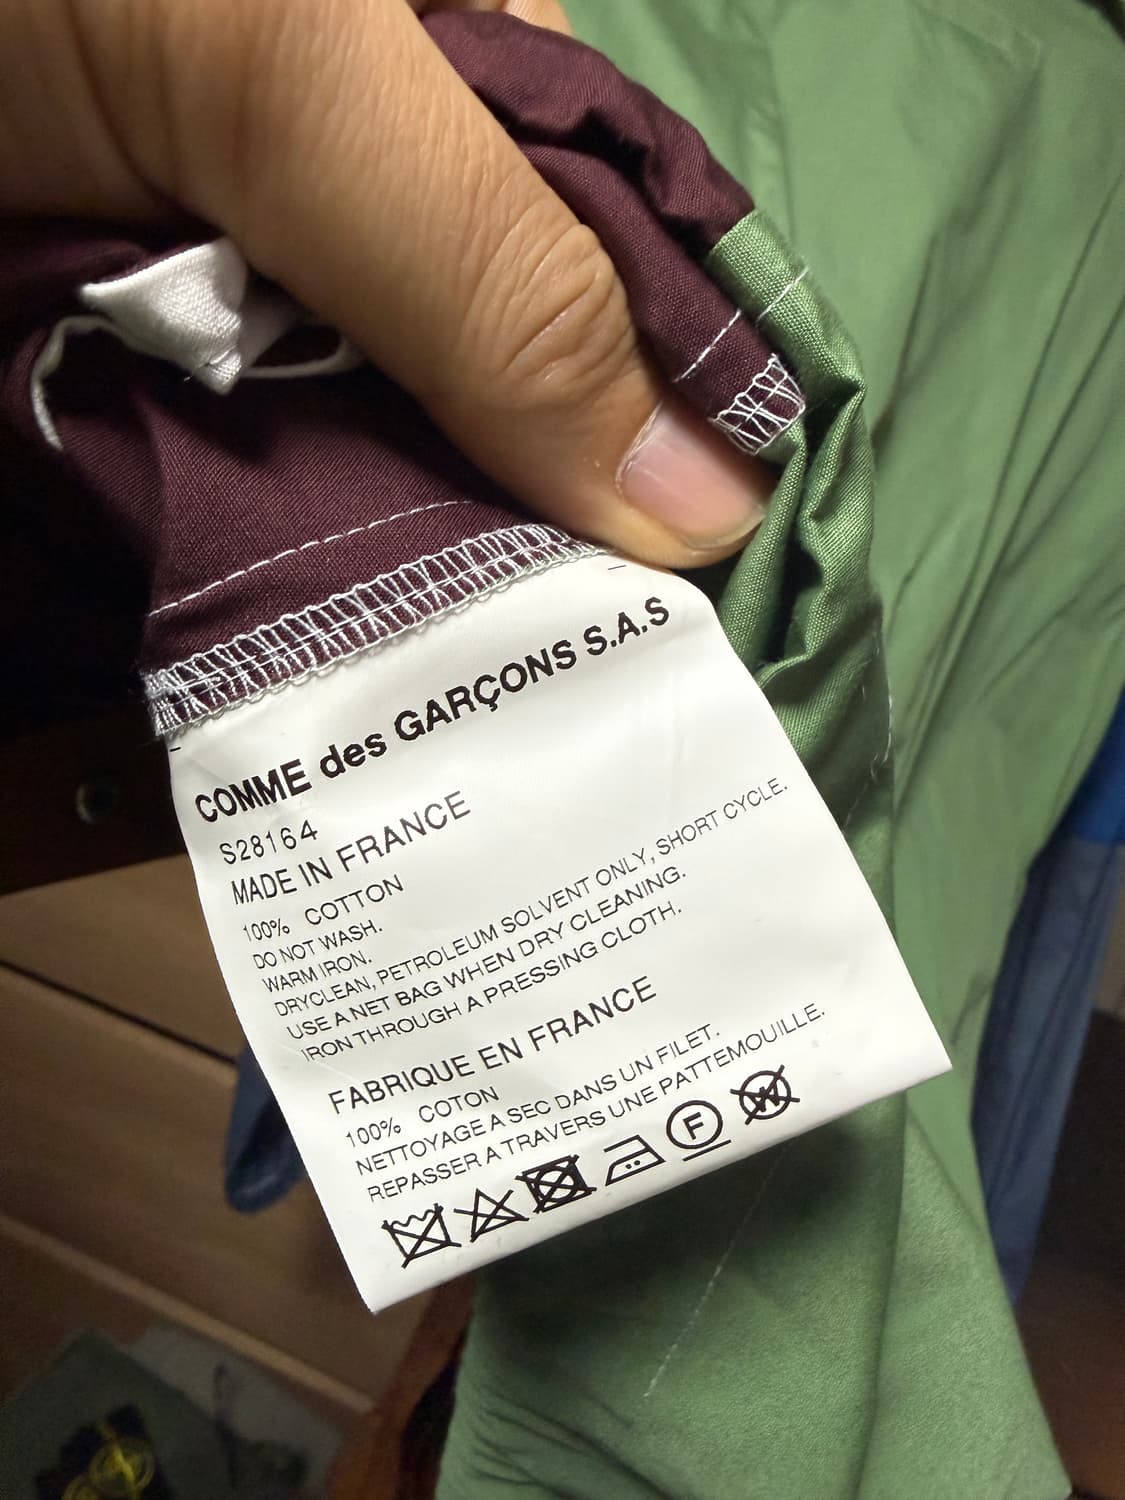 COMME des GARÇONS S.A.S
S28164
MADE IN FRANCE
100% COTTON
DO NOT WASH.
WARM IRON.
DRYCLEAN, PETROLEUM SOLVENT ONLY, SHORT CYCLE.
USE A NET BAG WHEN DRY CLEANING.
IRON THROUGH A PRESSING CLOTH.
FABRIQUE EN FRANCE
100% COTON
NETTOYAGE A SEC DANS UN FILET.
REPASSER A TRAVERS UNE PATTEMOUILLE.
F W